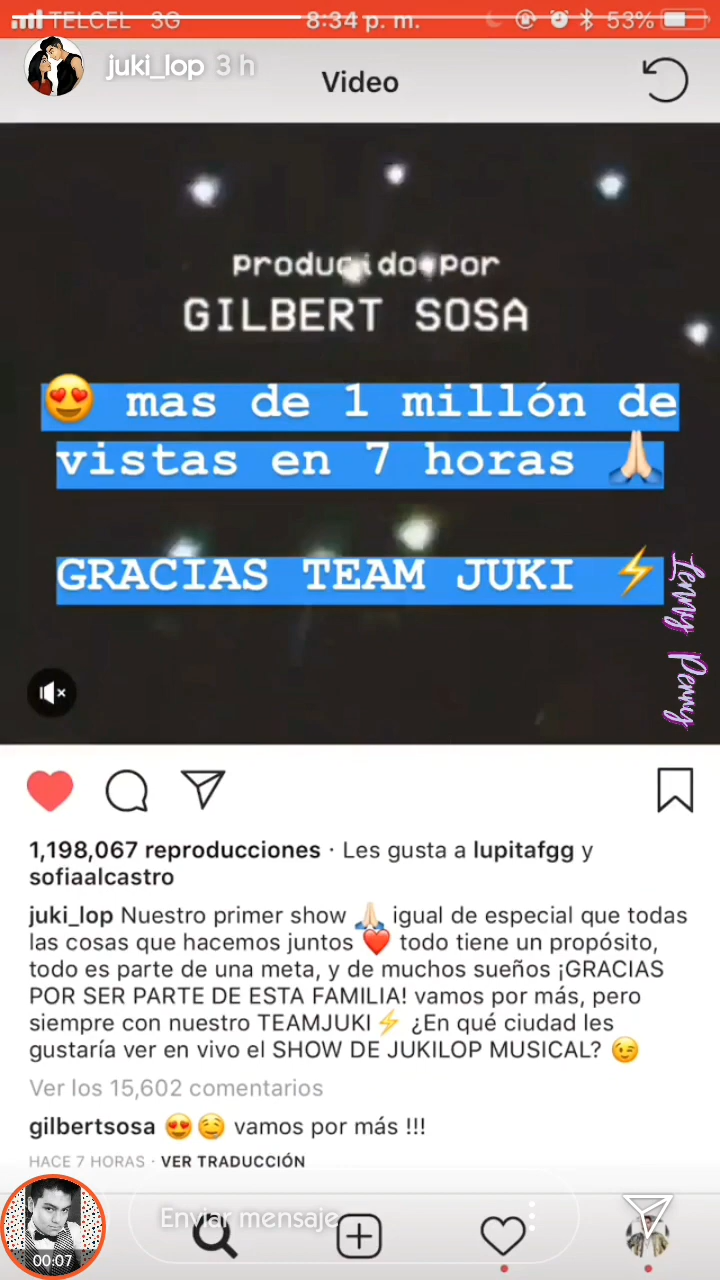 TELCEL 3G 8:34 p. m. 53%
juki_lop 3 h
Video
Producido por
GILBERT SOSA
😍 mas de 1 millón de
vistas en 7 horas 🙏🏻
GRACIAS TEAM JUKI ⚡
Lenny Penny
1,198,067 reproducciones · Les gusta a lupitafgg y
sofiaalcastro
juki_lop Nuestro primer show 🙏🏻 igual de especial que todas
las cosas que hacemos juntos ❤️ todo tiene un propósito,
todo es parte de una meta, y de muchos sueños ¡GRACIAS
POR SER PARTE DE ESTA FAMILIA! vamos por más, pero
siempre con nuestro TEAMJUKI⚡ ¿En qué ciudad les
gustaría ver en vivo el SHOW DE JUKILOP MUSICAL? 😉
Ver los 15,602 comentarios
gilbertsosa 😍🤤 vamos por más !!!
HACE 7 HORAS · VER TRADUCCIÓN
Enviar mensaje
00:07